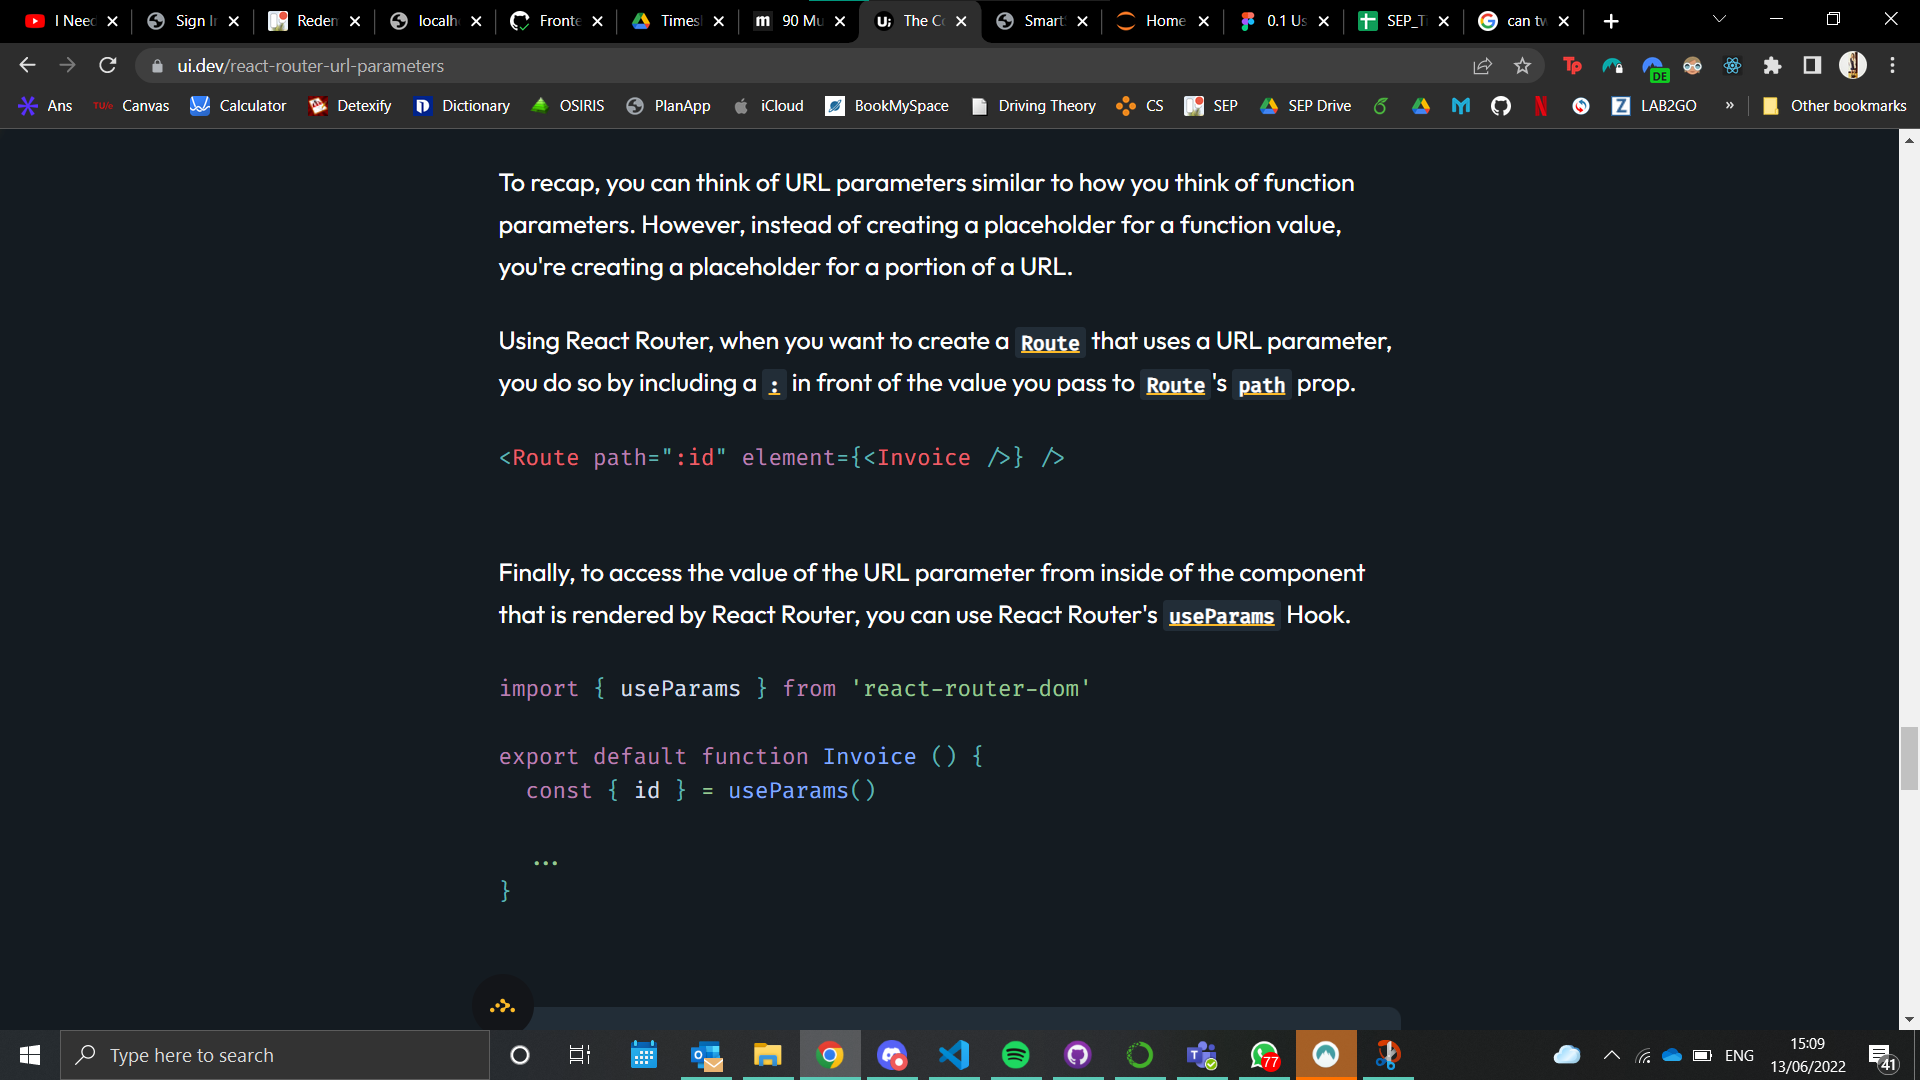 I Need
Sign In
Reden
localh
Fronte
Timesh
90 Mu
The Co
Smart
Home
0.1 Us
SEP_T
can tw
ui.dev/react-router-url-parameters
DE
Ans
TU/e Canvas
Calculator
Detexify
Dictionary
OSIRIS
PlanApp
iCloud
BookMySpace
Driving Theory
CS
SEP
SEP Drive
LAB2GO
»
Other bookmarks
To recap, you can think of URL parameters similar to how you think of function
parameters. However, instead of creating a placeholder for a function value,
you're creating a placeholder for a portion of a URL.
Using React Router, when you want to create a Route that uses a URL parameter,
you do so by including a : in front of the value you pass to Route's path prop.
<Route path=":id" element={<Invoice />} />
Finally, to access the value of the URL parameter from inside of the component
that is rendered by React Router, you can use React Router's useParams Hook.
import { useParams } from 'react-router-dom'
export default function Invoice () {
const { id } = useParams()
...
}
Type here to search
77
ENG
15:09
13/06/2022
41